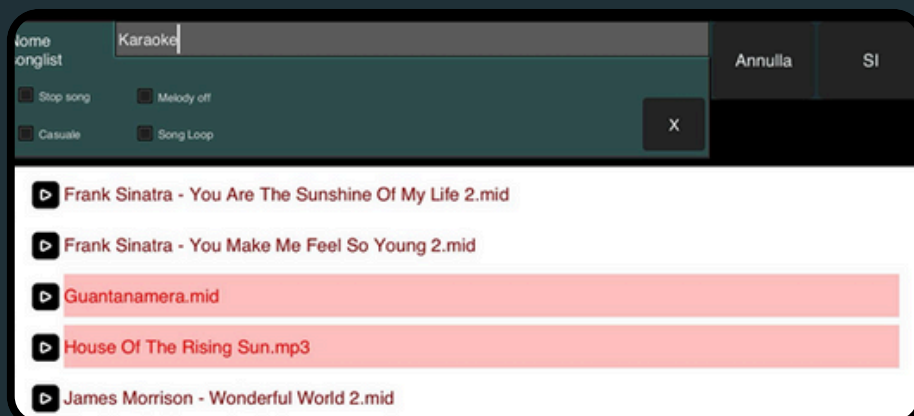 Nome
songlist
Karaoke
Annulla
SI
Stop song
Melody off
Casuale
Song Loop
X
Frank Sinatra - You Are The Sunshine Of My Life 2.mid
Frank Sinatra - You Make Me Feel So Young 2.mid
Guantanamera.mid
House Of The Rising Sun.mp3
James Morrison - Wonderful World 2.mid